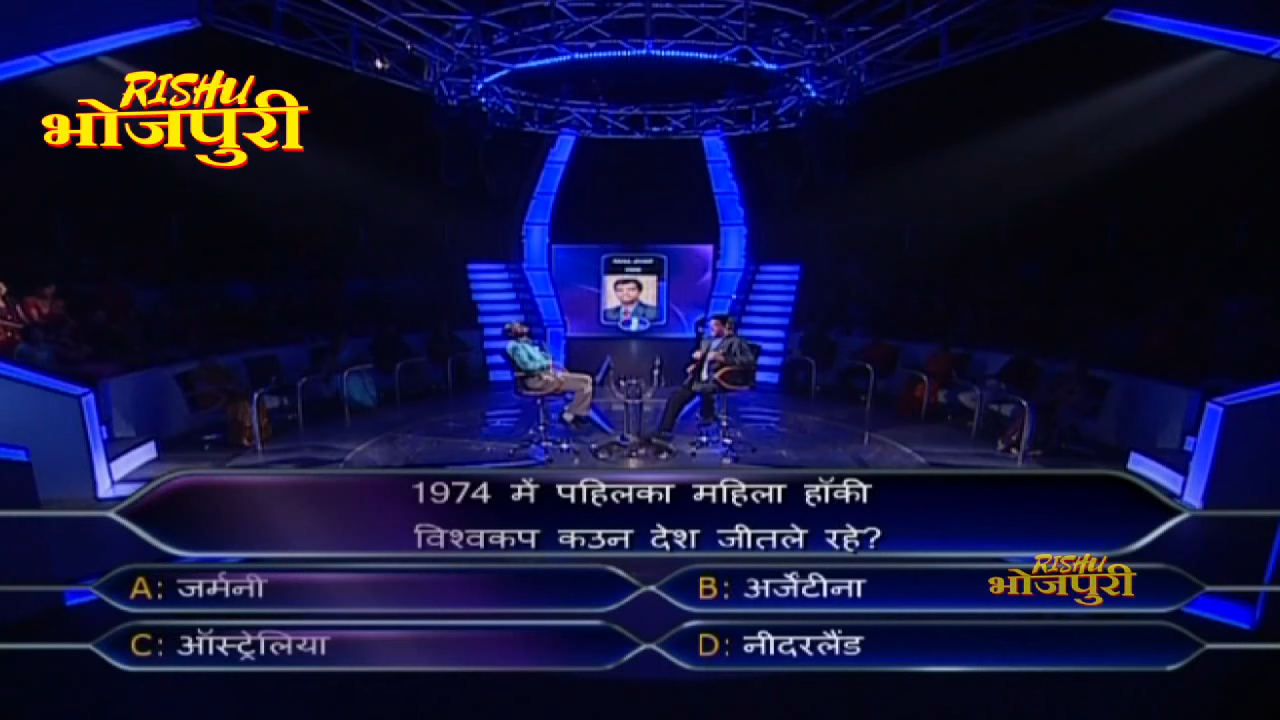 RISHU
भोजपुरी
1974 में पहिलका महिला हॉकी
विश्वकप कउन देश जीतले रहे?
A: जर्मनी
B: अर्जेंटीना
RISHU
भोजपुरी
C: ऑस्ट्रेलिया
D: नीदरलैंड